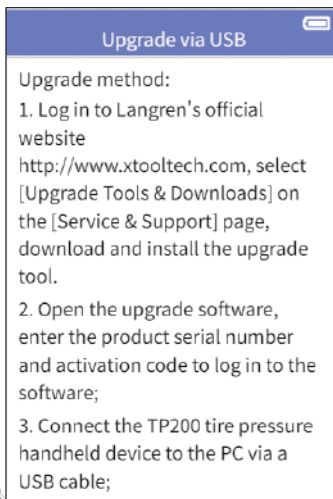 Upgrade via USB
Upgrade method:
1. Log in to Langren's official
website
http://www.xtooltech.com, select
[Upgrade Tools & Downloads] on
the [Service & Support] page,
download and install the upgrade
tool.
2. Open the upgrade software,
enter the product serial number
and activation code to log in to the
software;
3. Connect the TP200 tire pressure
handheld device to the PC via a
USB cable;